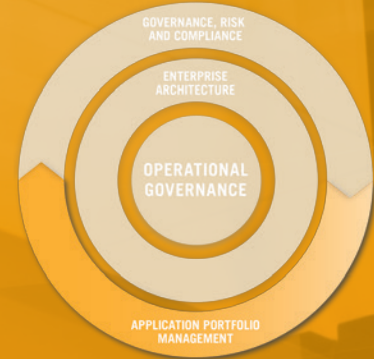 GOVERNANCE, RISK
AND COMPLIANCE
ENTERPRISE
ARCHITECTURE
OPERATIONAL
GOVERNANCE
APPLICATION PORTFOLIO
MANAGEMENT